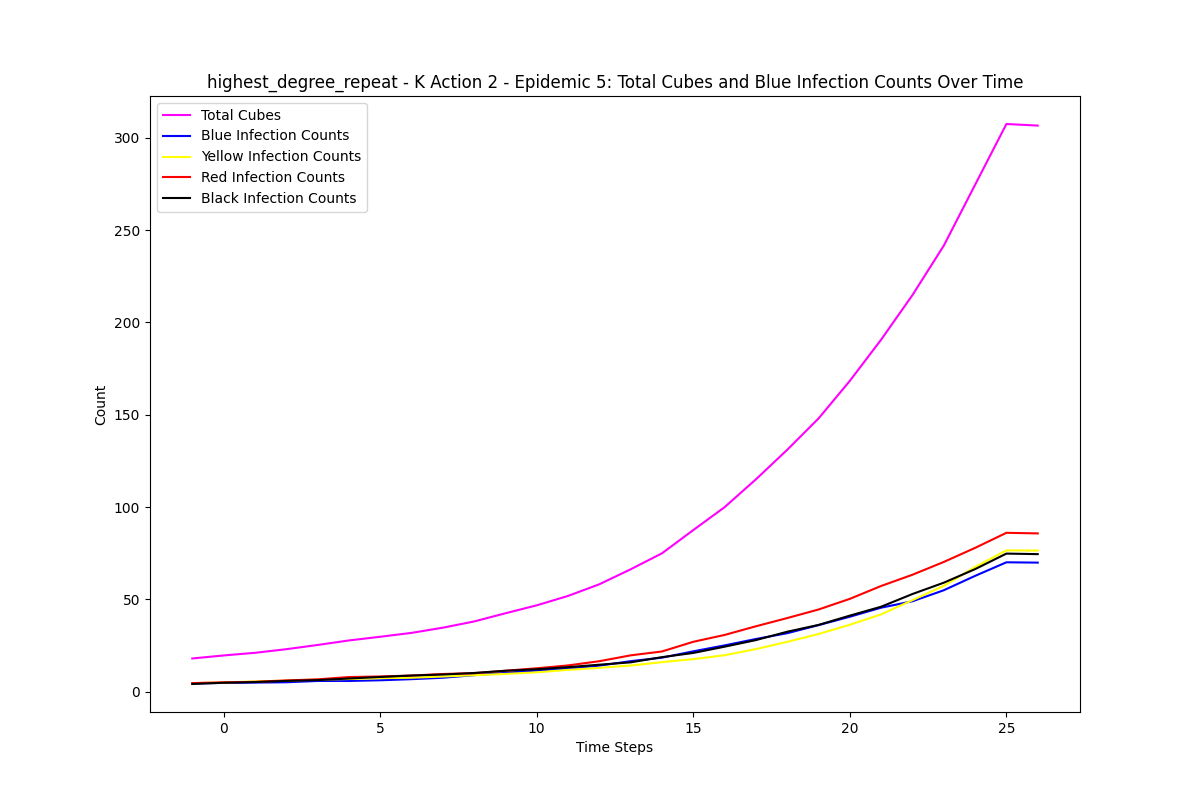 highest_degree_repeat - K Action 2 - Epidemic 5: Total Cubes and Blue Infection Counts Over Time
Total Cubes
Blue Infection Counts
Yellow Infection Counts
Red Infection Counts
Black Infection Counts
300
250
200
150
100
50
0
Count
0 5 10 15 20 25
Time Steps